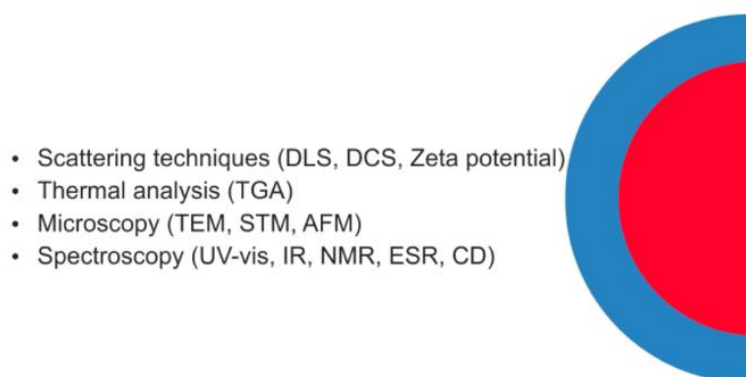 • Scattering techniques (DLS, DCS, Zeta potential)
• Thermal analysis (TGA)
• Microscopy (TEM, STM, AFM)
• Spectroscopy (UV-vis, IR, NMR, ESR, CD)